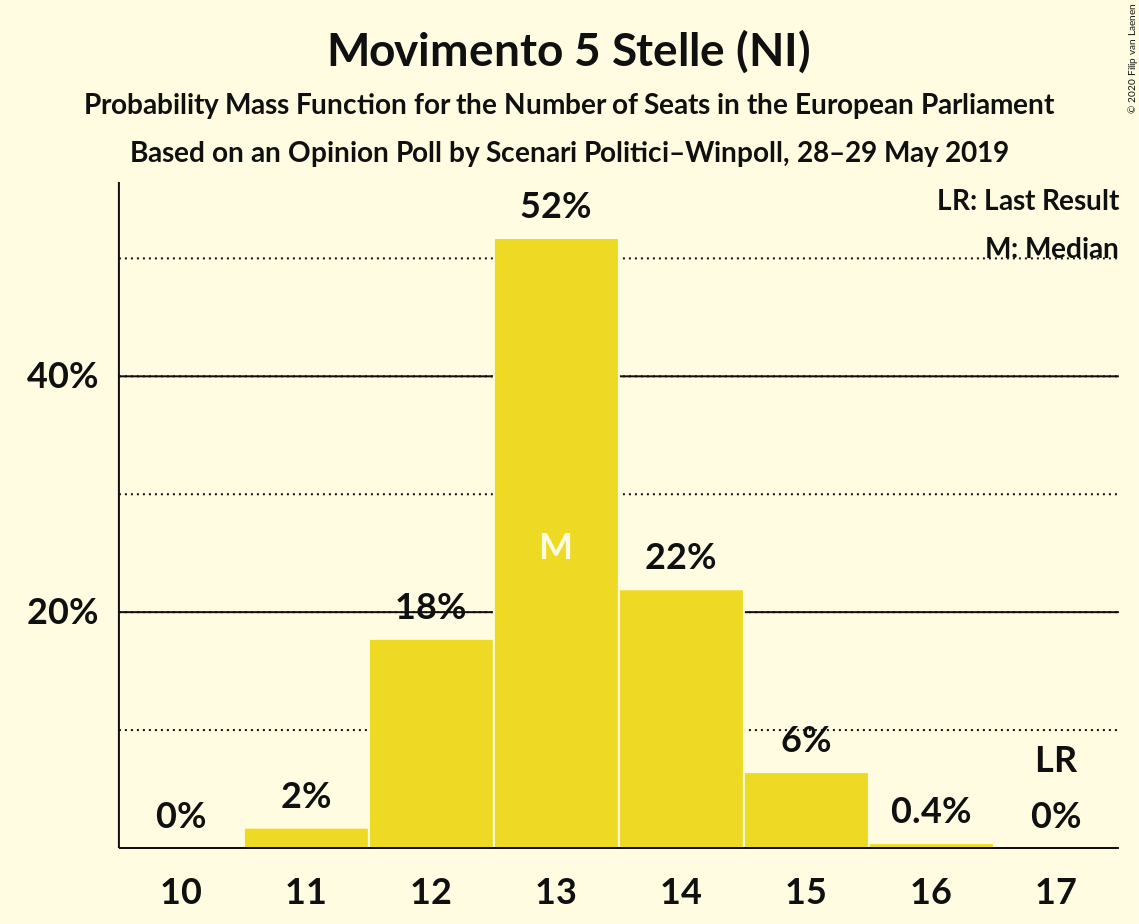 Movimento 5 Stelle (NI)
Probability Mass Function for the Number of Seats in the European Parliament
Based on an Opinion Poll by Scenari Politici–Winpoll, 28–29 May 2019
© 2020 Filip van Laenen
LR: Last Result
M: Median
52%
40%
M
22%
20%
18%
6%
LR
2%
0.4%
0%
0%
10 11 12 13 14 15 16 17